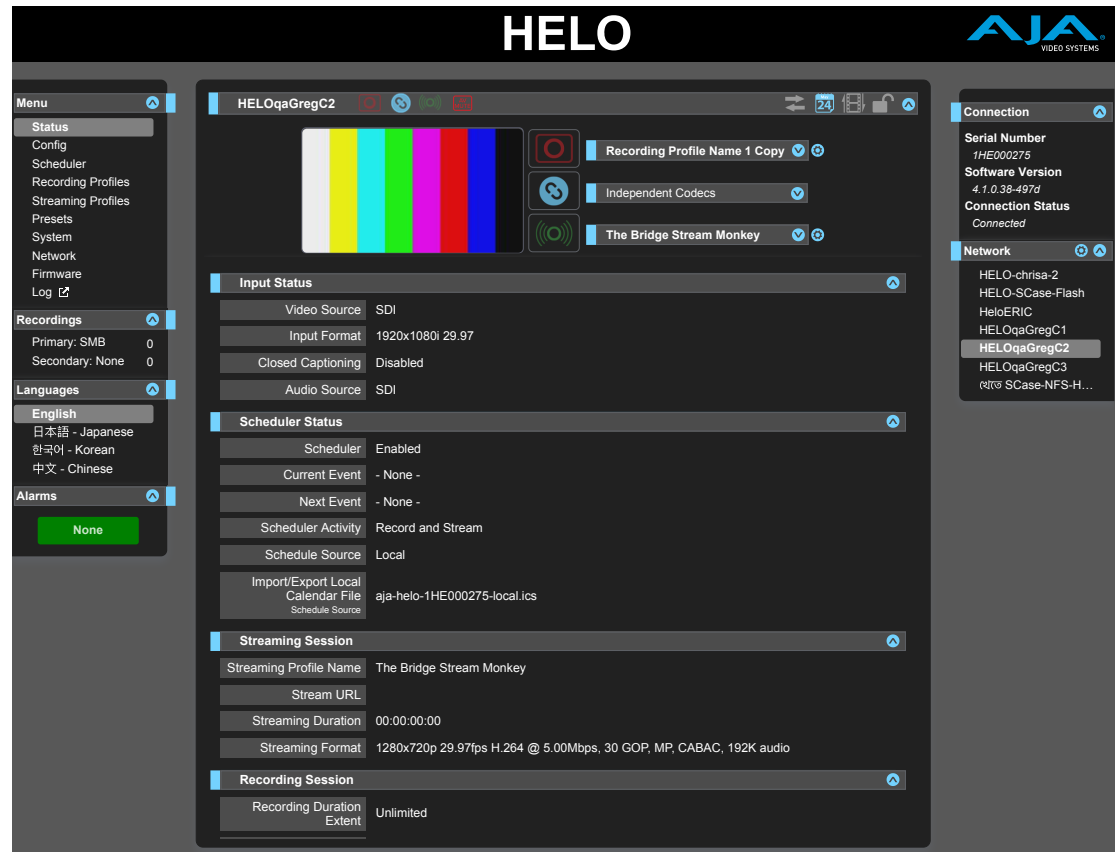 HELO
AJA
VIDEO SYSTEMS
Menu
Status
Config
Scheduler
Recording Profiles
Streaming Profiles
Presets
System
Network
Firmware
Log
Recordings
Primary: SMB 0
Secondary: None 0
Languages
English
日本語 - Japanese
한국어 - Korean
中文 - Chinese
Alarms
None
HELOqaGregC2
24
Recording Profile Name 1 Copy
Independent Codecs
The Bridge Stream Monkey
Input Status
Video Source SDI
Input Format 1920x1080i 29.97
Closed Captioning Disabled
Audio Source SDI
Scheduler Status
Scheduler Enabled
Current Event - None -
Next Event - None -
Scheduler Activity Record and Stream
Schedule Source Local
Import/Export Local
Calendar File aja-helo-1HE000275-local.ics
Schedule Source
Streaming Session
Streaming Profile Name The Bridge Stream Monkey
Stream URL
Streaming Duration 00:00:00:00
Streaming Format 1280x720p 29.97fps H.264 @ 5.00Mbps, 30 GOP, MP, CABAC, 192K audio
Recording Session
Recording Duration
Extent Unlimited
Connection
Serial Number
1HE000275
Software Version
4.1.0.38-497d
Connection Status
Connected
Network
HELO-chrisa-2
HELO-SCase-Flash
HeloERIC
HELOqaGregC1
HELOqaGregC2
HELOqaGregC3
খেতে SCase-NFS-H...